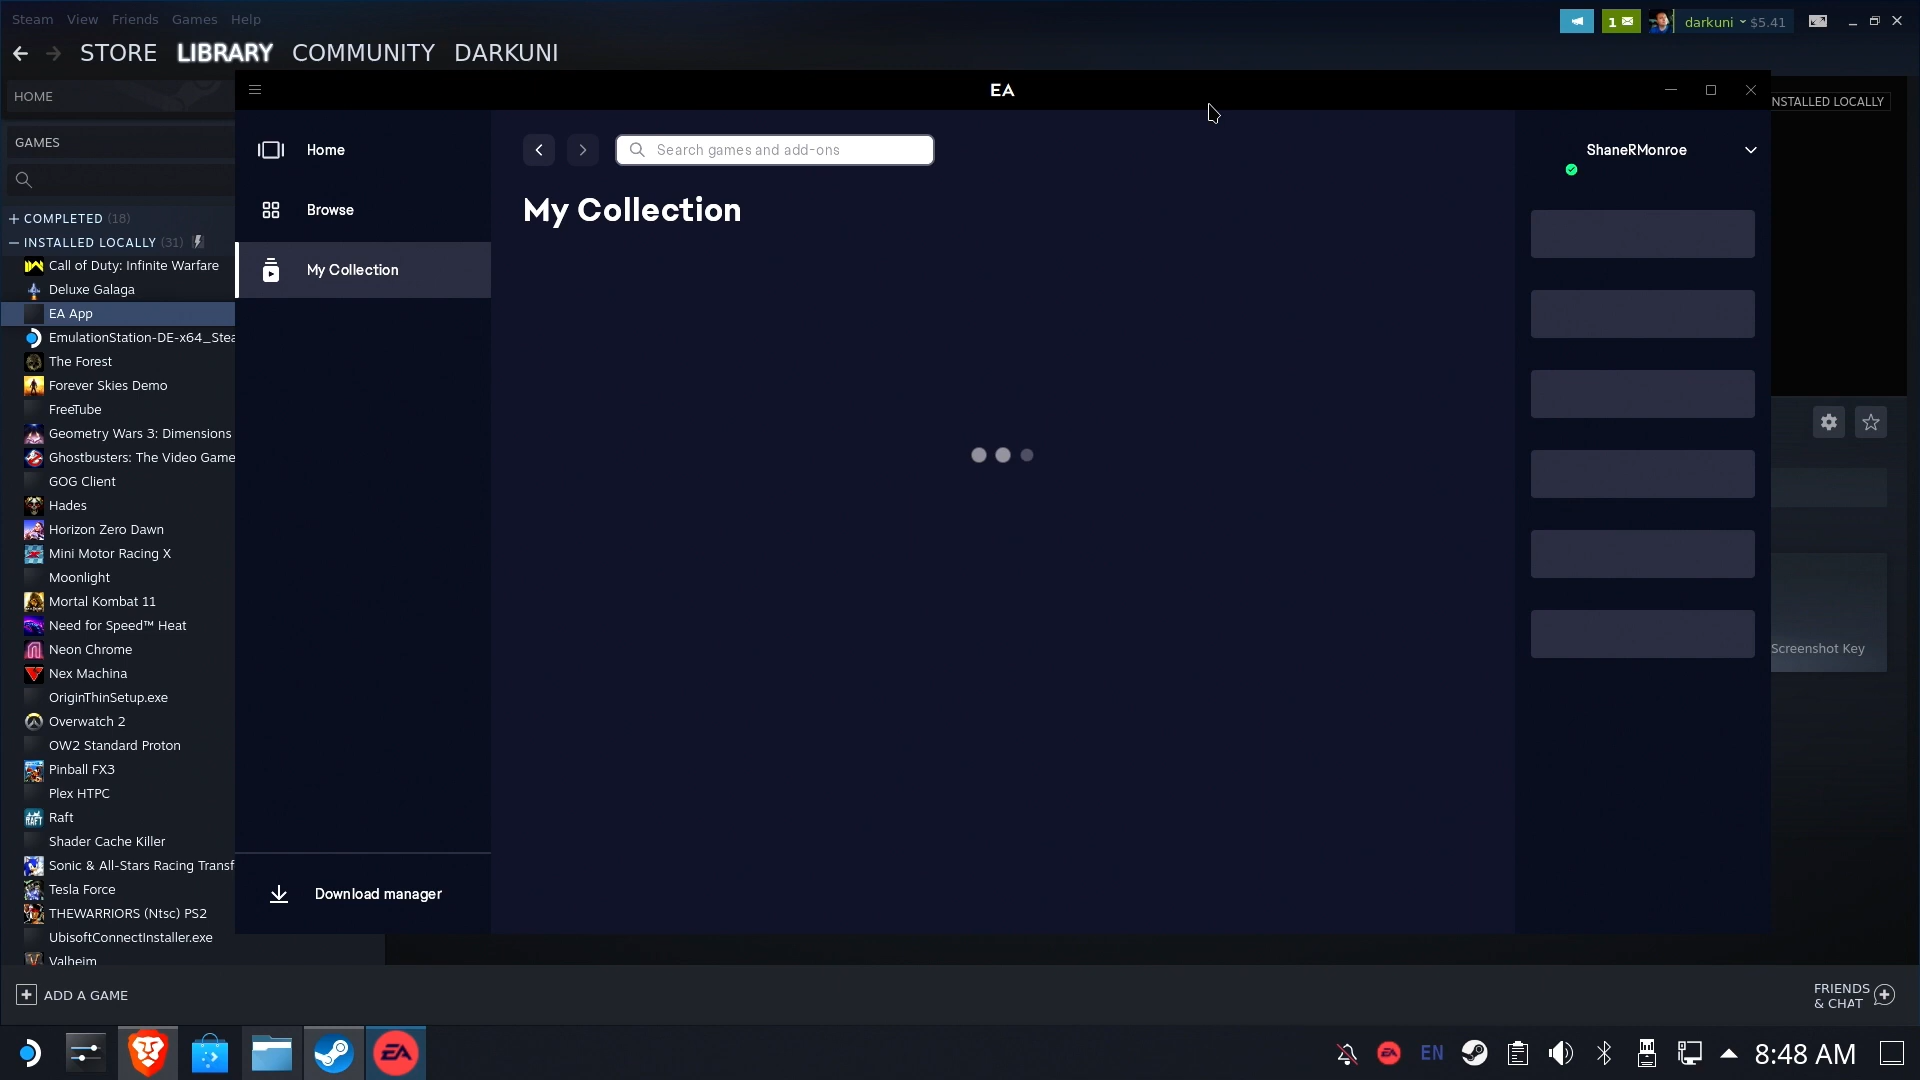 Steam View Friends Games Help
1
darkuni $5.41
STORE LIBRARY COMMUNITY DARKUNI
HOME
EA
NSTALLED LOCALLY
GAMES
Home
Search games and add-ons
ShaneRMonroe
Browse
My Collection
My Collection
COMPLETED (18)
INSTALLED LOCALLY (31)
Call of Duty: Infinite Warfare
Deluxe Galaga
EA App
EmulationStation-DE-x64_Stea
The Forest
Forever Skies Demo
FreeTube
Geometry Wars 3: Dimensions
Ghostbusters: The Video Game
GOG Client
Hades
Horizon Zero Dawn
Mini Motor Racing X
Moonlight
Mortal Kombat 11
Need for Speed™ Heat
Neon Chrome
Screenshot Key
Nex Machina
OriginThinSetup.exe
Overwatch 2
OW2 Standard Proton
Pinball FX3
Plex HTPC
Raft
Shader Cache Killer
Sonic & All-Stars Racing Transf
Tesla Force
THEWARRIORS (Ntsc) PS2
UbisoftConnectInstaller.exe
Valheim
Download manager
ADD A GAME
FRIENDS
& CHAT
EA
EA
EN
8:48 AM